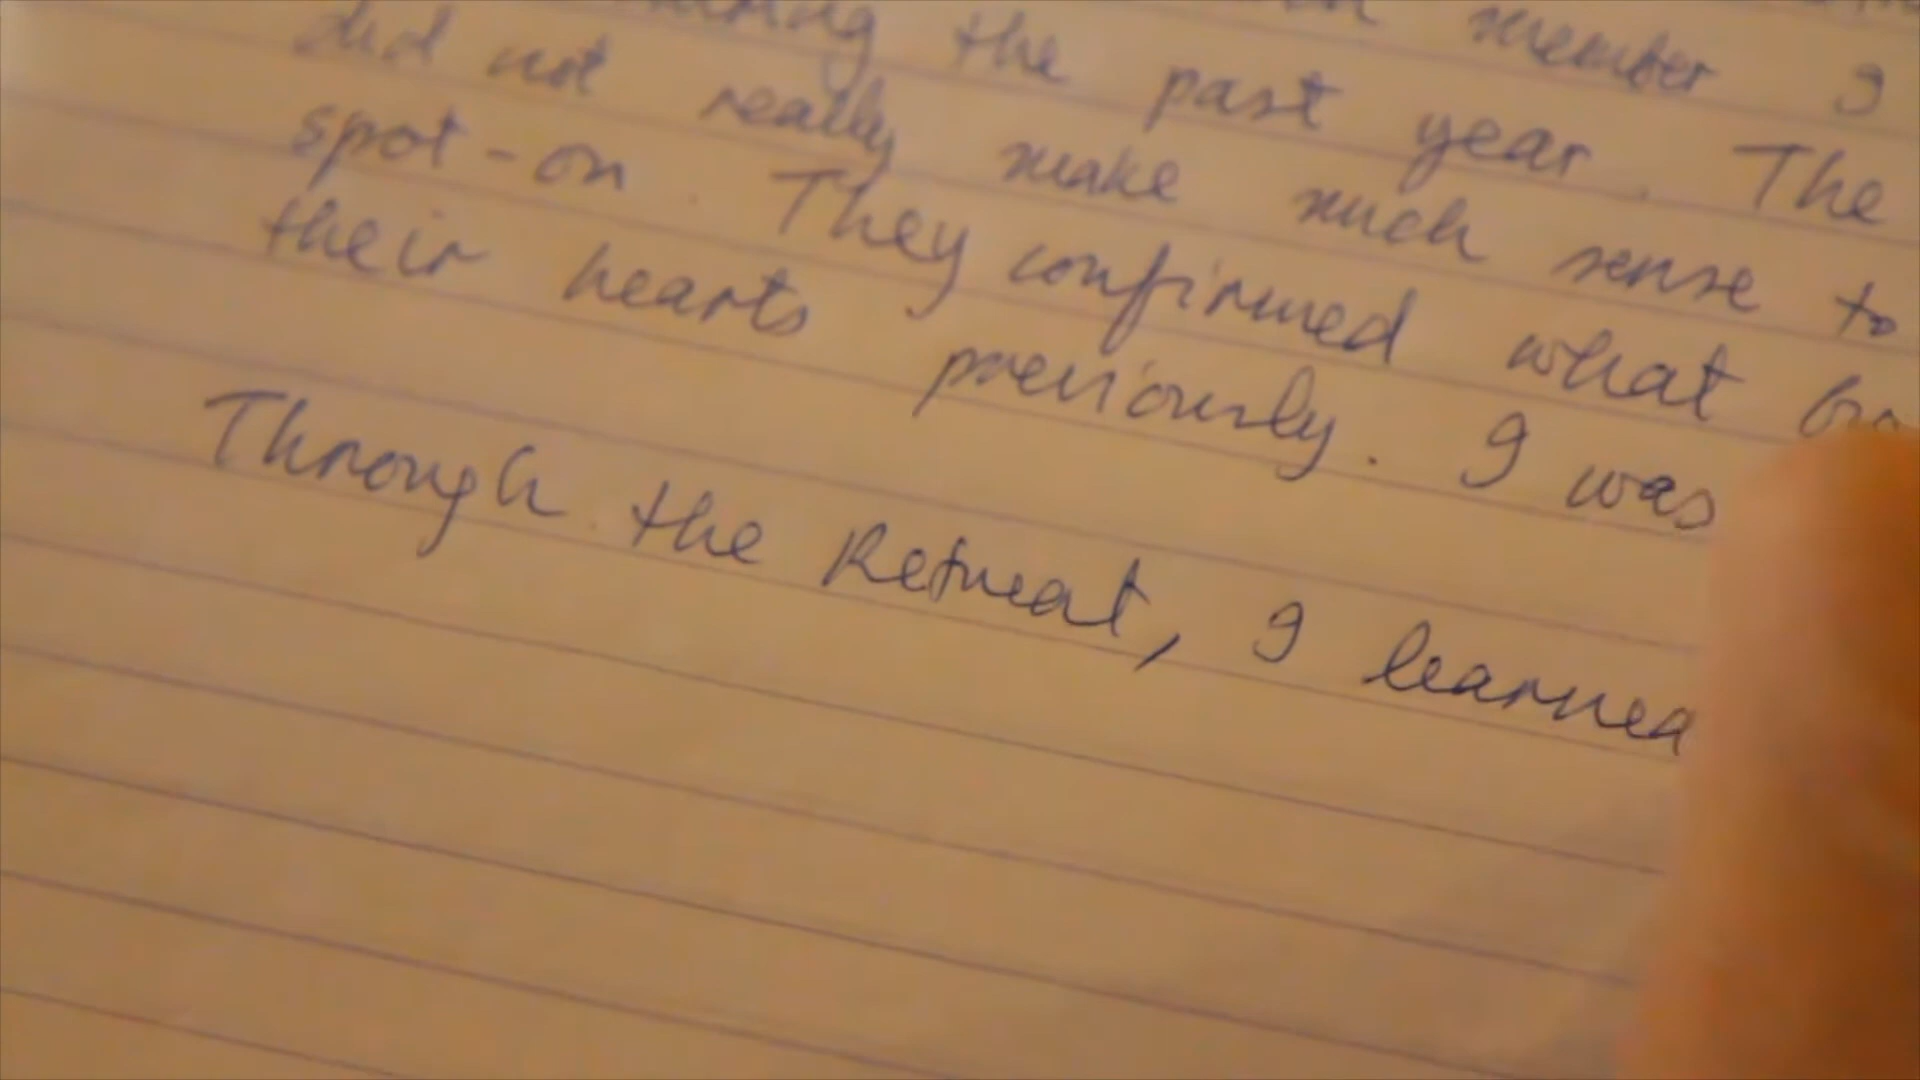 member I
the past year. The
did not really make much sense to
spot-on. They confirmed what
their hearts previously. I was
Through the Retreat, I learned